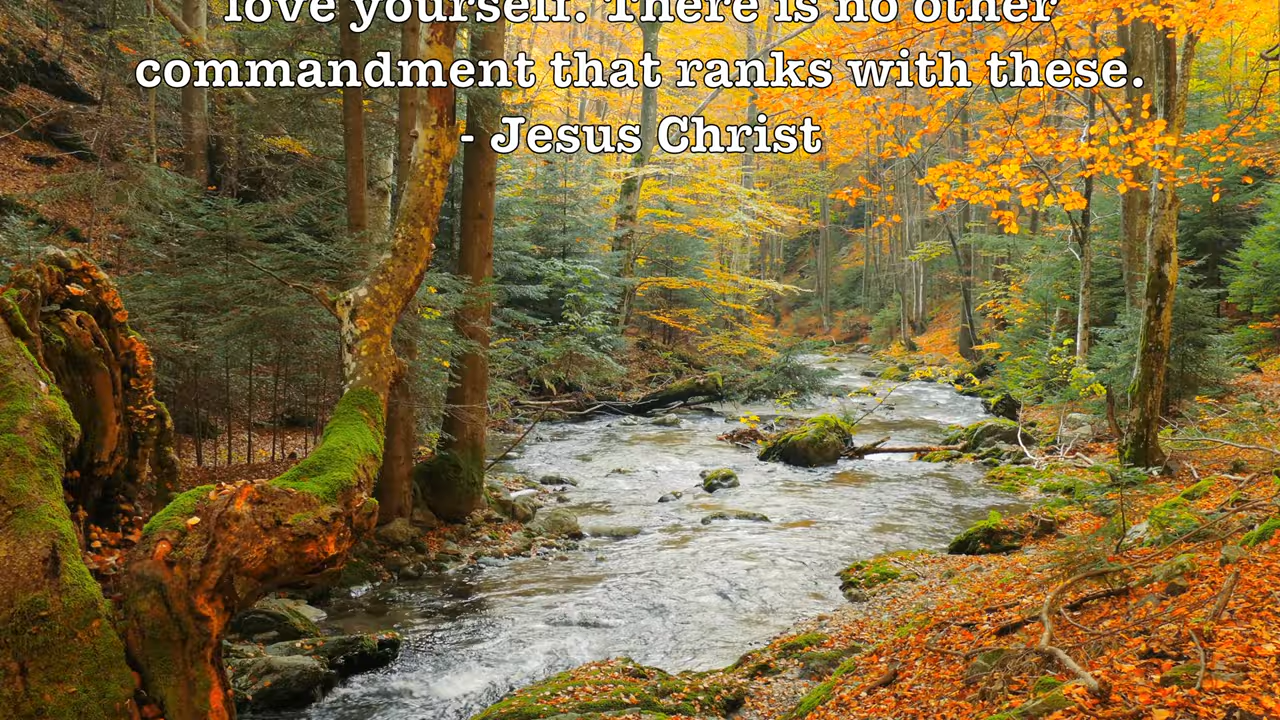 love yourself. There is no other
commandment that ranks with these.
- Jesus Christ